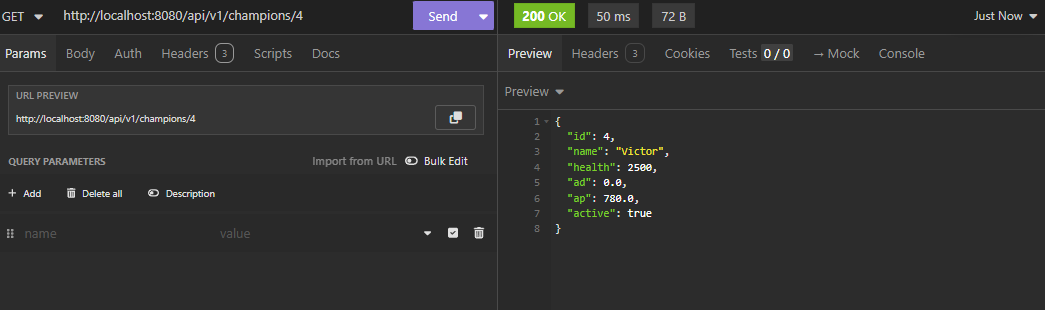 GET http://localhost:8080/api/v1/champions/4 Send
200 OK 50 ms 72 B Just Now
Params Body Auth Headers 3 Scripts Docs
Preview Headers 3 Cookies Tests 0 / 0 → Mock Console
URL PREVIEW
http://localhost:8080/api/v1/champions/4
QUERY PARAMETERS Import from URL Bulk Edit
+ Add Delete all Description
name value
Preview
1 {
2 "id": 4,
3 "name": "Victor",
4 "health": 2500,
5 "ad": 0.0,
6 "ap": 780.0,
7 "active": true
8 }